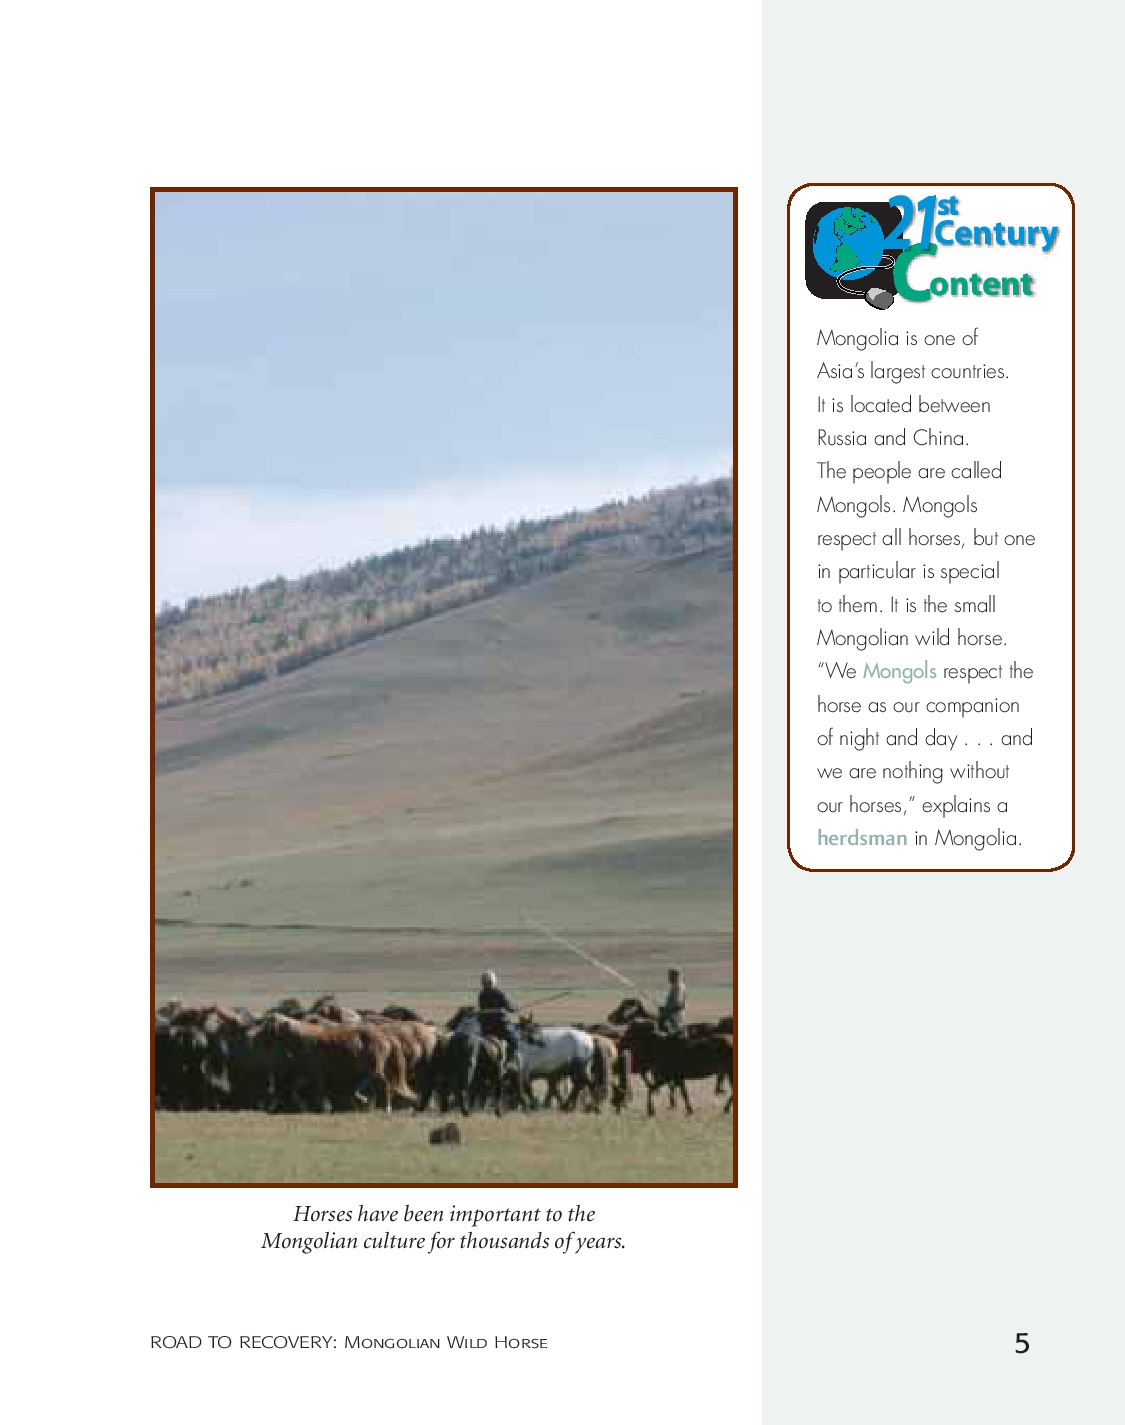 21st
Century
Content
Mongolia is one of
Asia's largest countries.
It is located between
Russia and China.
The people are called
Mongols. Mongols
respect all horses, but one
in particular is special
to them. It is the small
Mongolian wild horse.
“We Mongols respect the
horse as our companion
of night and day . . . and
we are nothing without
our horses,” explains a
herdsman in Mongolia.
Horses have been important to the
Mongolian culture for thousands of years.
ROAD TO RECOVERY: Mongolian Wild Horse
5